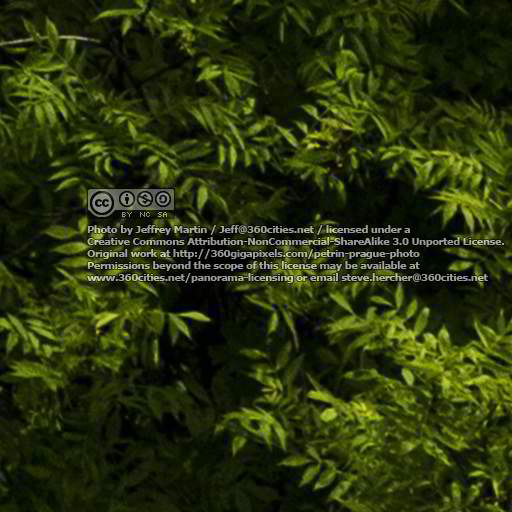 cc
BY NC SA
Photo by Jeffrey Martin / Jeff@360cities.net / licensed under a
Creative Commons Attribution-NonCommercial-ShareAlike 3.0 Unported License.
Original work at http://360gigapixels.com/petrin-prague-photo
Permissions beyond the scope of this license may be available at
www.360cities.net/panorama-licensing or email steve.hercher@360cities.net